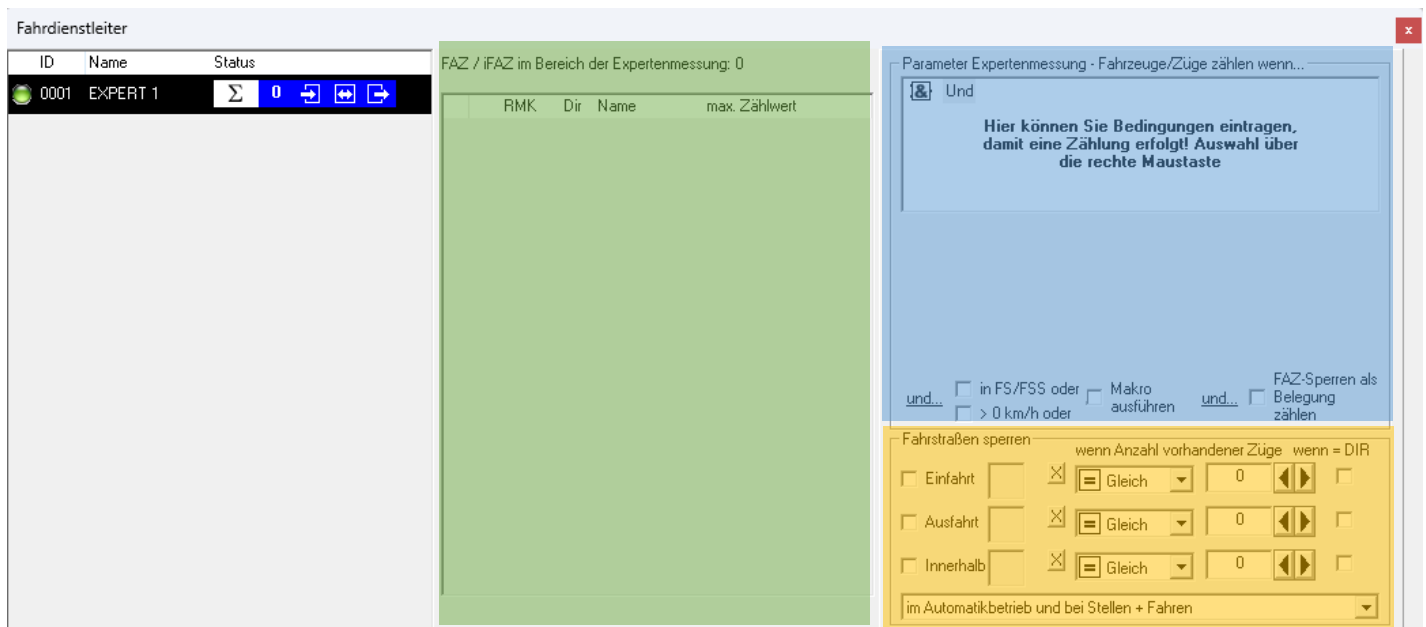 Fahrdienstleiter
x
ID Name Status
0001 EXPERT 1 Σ 0
FAZ / iFAZ im Bereich der Expertenmessung: 0
RMK Dir Name max. Zählwert
Parameter Expertenmessung - Fahrzeuge/Züge zählen wenn...
& Und
Hier können Sie Bedingungen eintragen,
damit eine Zählung erfolgt! Auswahl über
die rechte Maustaste
und...
in FS/FSS oder
> 0 km/h oder
Makro
ausführen
und...
FAZ-Sperren als
Belegung
zählen
Fahrstraßen sperren
wenn Anzahl vorhandener Züge wenn = DIR
Einfahrt X = Gleich 0
Ausfahrt X = Gleich 0
Innerhalb X = Gleich 0
im Automatikbetrieb und bei Stellen + Fahren